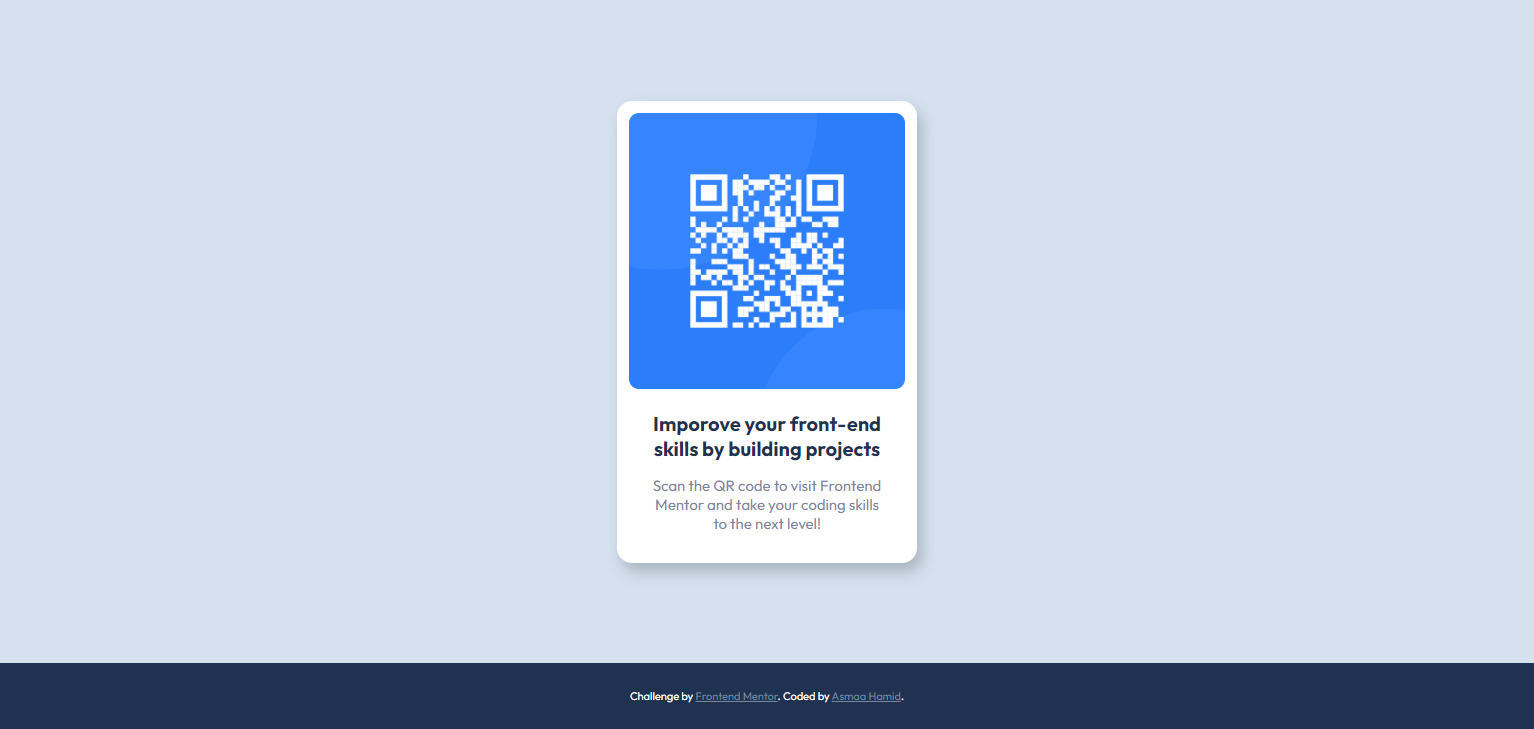 Imporove your front-end
skills by building projects
Scan the QR code to visit Frontend
Mentor and take your coding skills
to the next level!
Challenge by Frontend Mentor. Coded by Asmaa Hamid.